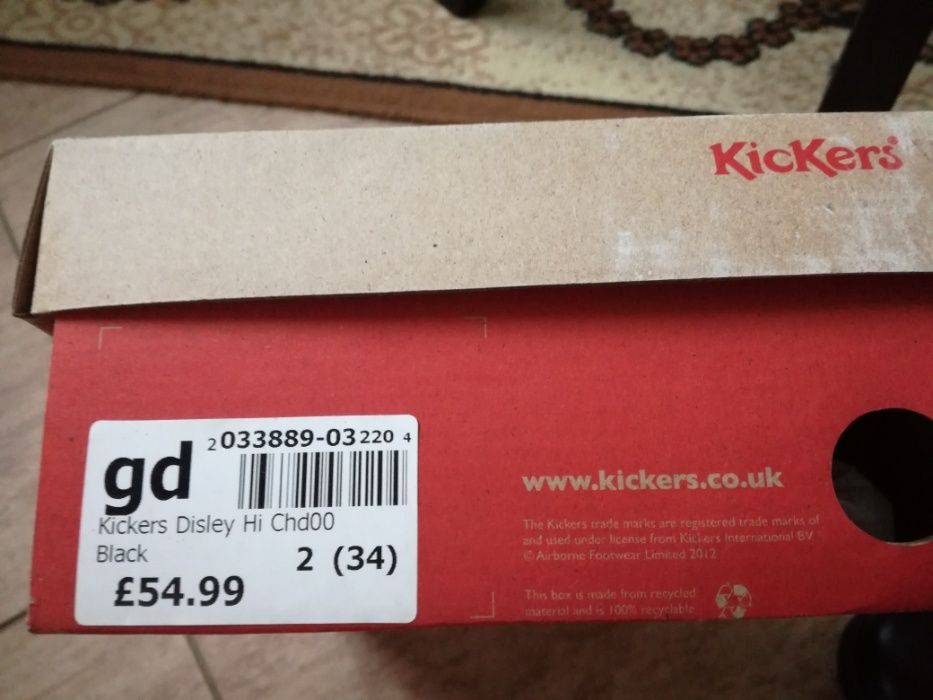 KicKers®
gd
2 033889-03 220 4
Kickers Disley Hi Chd00
Black
2 (34)
£54.99
www.kickers.co.uk
The Kickers trade marks are registered trade marks of
and used under license from Kickers International BV
© Airborne Footwear Limited 2012
This box is made from recycled
material and is 100% recyclable